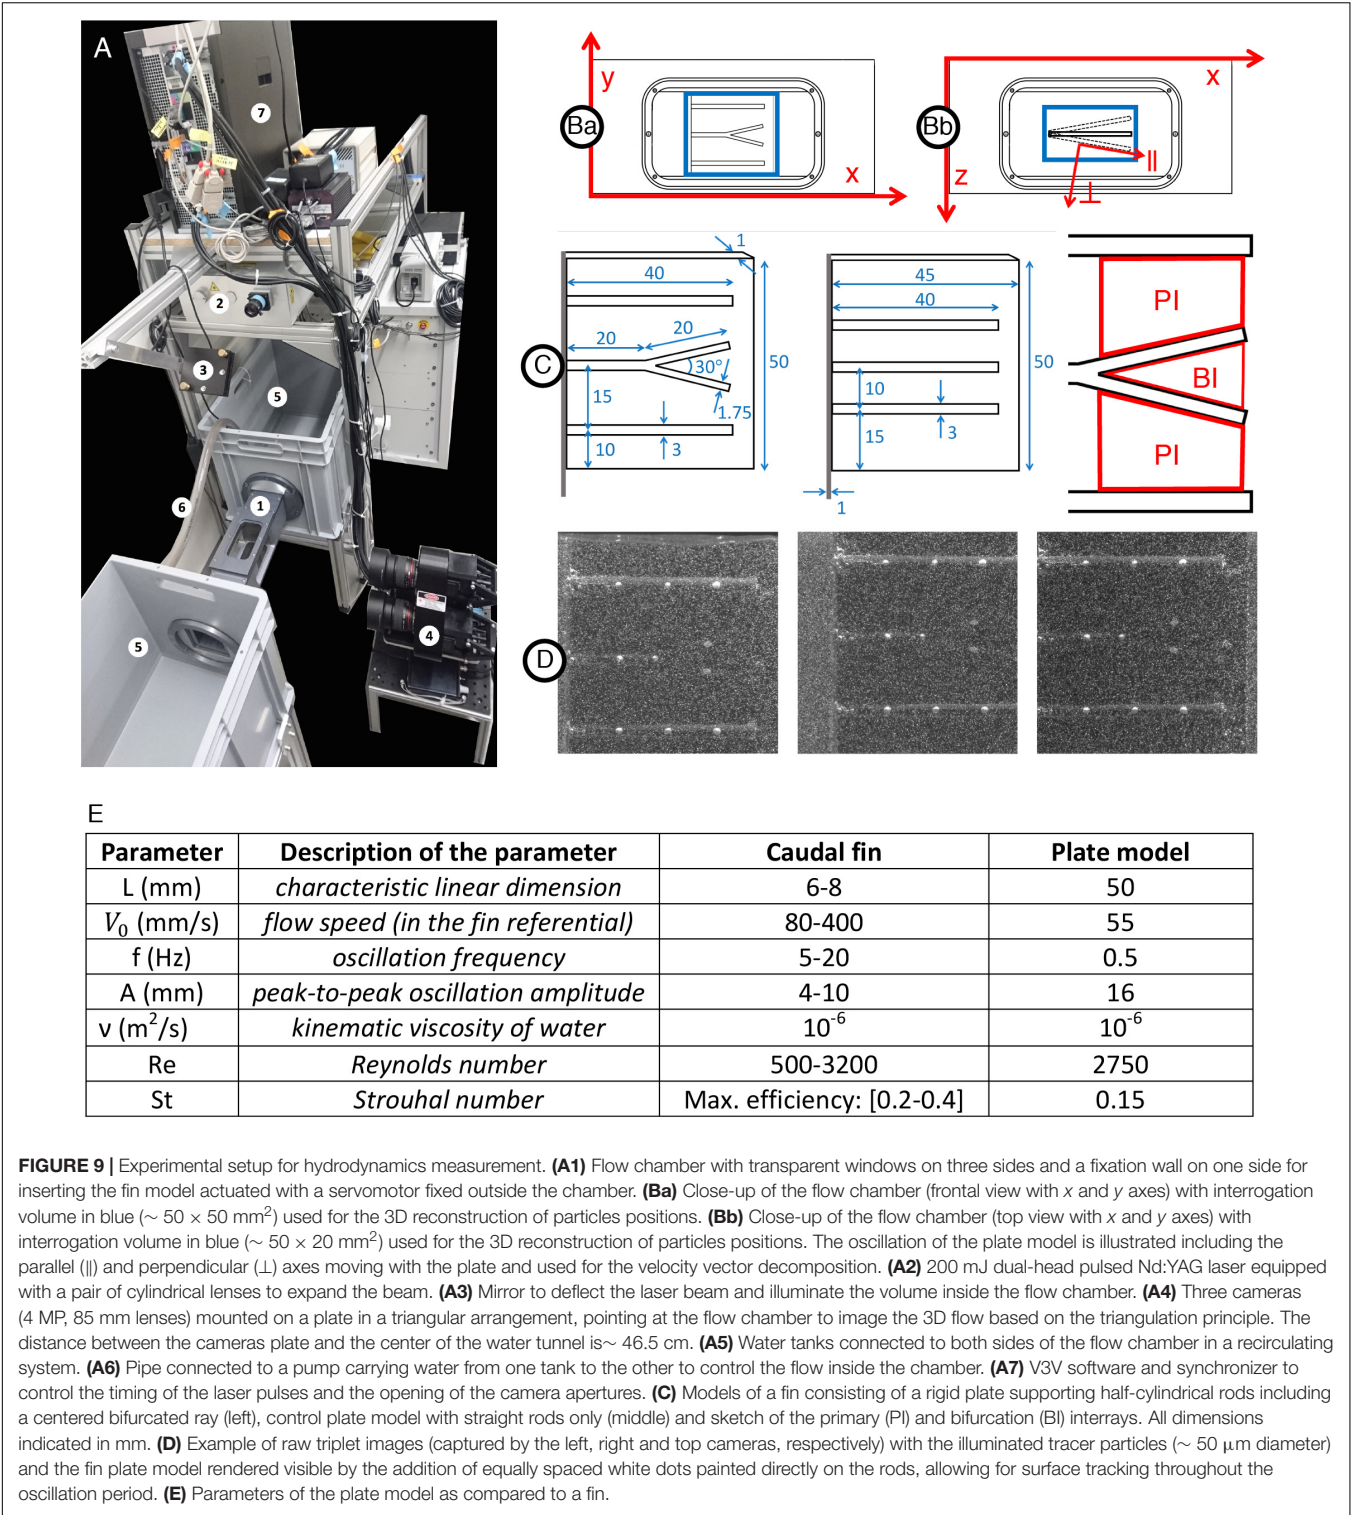 A
7
2
3
5
1
6
4
5
Ba
y
x
Bb
x
z
||
⊥
C
1
40
20
20
30°
50
15
1.75
10
3
45
40
50
10
15
3
1
PI
BI
PI
D
E
Parameter Description of the parameter Caudal fin Plate model
L (mm) characteristic linear dimension 6-8 50
V₀ (mm/s) flow speed (in the fin referential) 80-400 55
f (Hz) oscillation frequency 5-20 0.5
A (mm) peak-to-peak oscillation amplitude 4-10 16
ν (m²/s) kinematic viscosity of water 10⁻⁶ 10⁻⁶
Re Reynolds number 500-3200 2750
St Strouhal number Max. efficiency: [0.2-0.4] 0.15
FIGURE 9 | Experimental setup for hydrodynamics measurement. (A1) Flow chamber with transparent windows on three sides and a fixation wall on one side for
inserting the fin model actuated with a servomotor fixed outside the chamber. (Ba) Close-up of the flow chamber (frontal view with x and y axes) with interrogation
volume in blue (∼ 50 × 50 mm²) used for the 3D reconstruction of particles positions. (Bb) Close-up of the flow chamber (top view with x and y axes) with
interrogation volume in blue (∼ 50 × 20 mm²) used for the 3D reconstruction of particles positions. The oscillation of the plate model is illustrated including the
parallel (||) and perpendicular (⊥) axes moving with the plate and used for the velocity vector decomposition. (A2) 200 mJ dual-head pulsed Nd:YAG laser equipped
with a pair of cylindrical lenses to expand the beam. (A3) Mirror to deflect the laser beam and illuminate the volume inside the flow chamber. (A4) Three cameras
(4 MP, 85 mm lenses) mounted on a plate in a triangular arrangement, pointing at the flow chamber to image the 3D flow based on the triangulation principle. The
distance between the cameras plate and the center of the water tunnel is∼ 46.5 cm. (A5) Water tanks connected to both sides of the flow chamber in a recirculating
system. (A6) Pipe connected to a pump carrying water from one tank to the other to control the flow inside the chamber. (A7) V3V software and synchronizer to
control the timing of the laser pulses and the opening of the camera apertures. (C) Models of a fin consisting of a rigid plate supporting half-cylindrical rods including
a centered bifurcated ray (left), control plate model with straight rods only (middle) and sketch of the primary (PI) and bifurcation (BI) interrays. All dimensions
indicated in mm. (D) Example of raw triplet images (captured by the left, right and top cameras, respectively) with the illuminated tracer particles (∼ 50 μm diameter)
and the fin plate model rendered visible by the addition of equally spaced white dots painted directly on the rods, allowing for surface tracking throughout the
oscillation period. (E) Parameters of the plate model as compared to a fin.